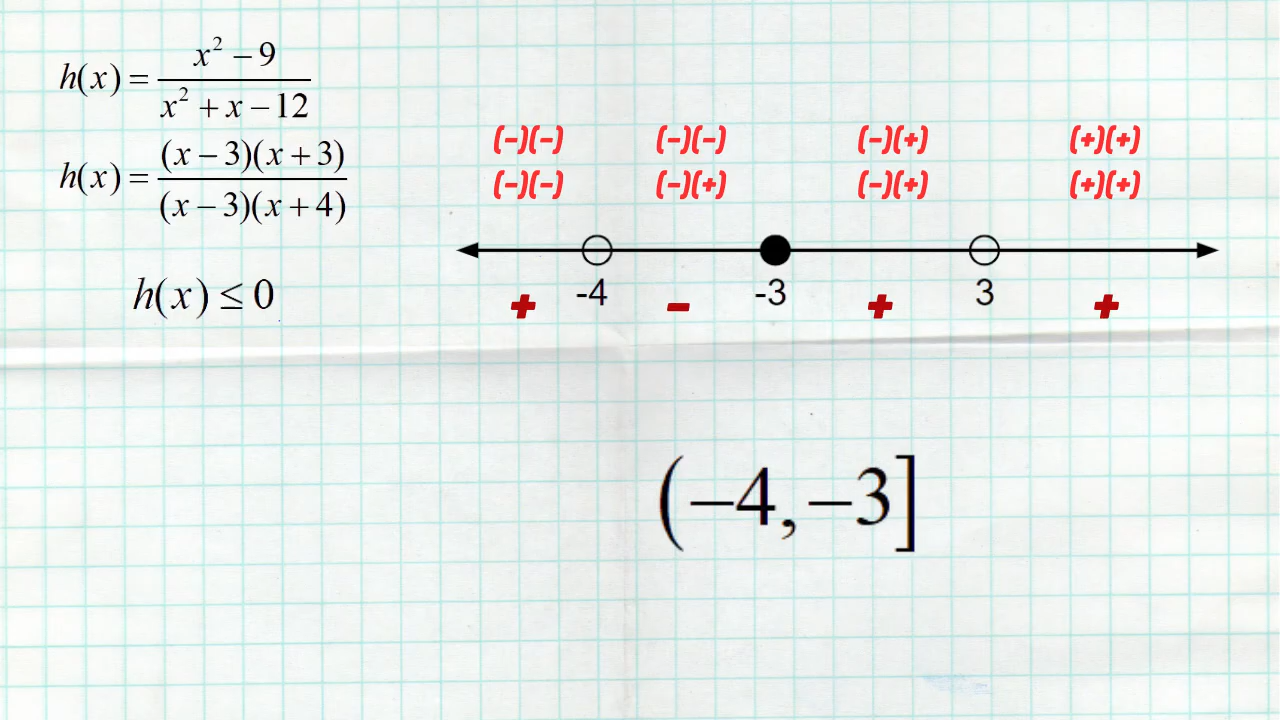 h(x) = (x² − 9)/(x² + x − 12)
h(x) = ((x − 3)(x + 3))/((x − 3)(x + 4))
h(x) ≤ 0
(−)(−) (−)(−) (−)(+) (+)(+)
(−)(−) (−)(+) (−)(+) (+)(+)
-4 -3 3
+ − + +
(−4, −3]